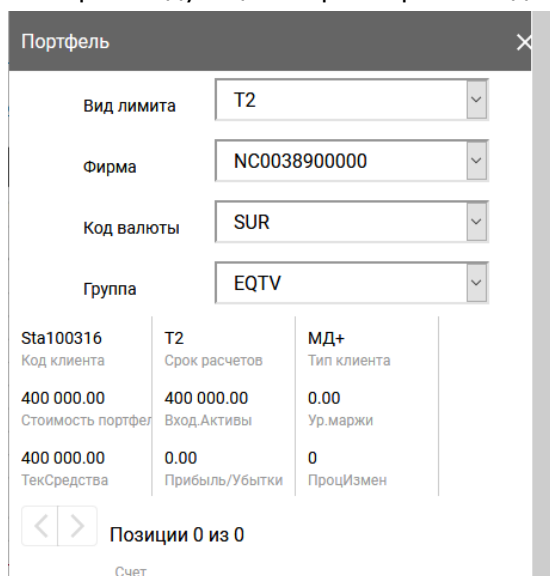 Портфель
Вид лимита T2
Фирма NC0038900000
Код валюты SUR
Группа EQTV
Sta100316 T2 МД+
Код клиента Срок расчетов Тип клиента
400 000.00 400 000.00 0.00
Стоимость портфел Вход.Активы Ур.маржи
400 000.00 0.00 0
ТекСредства Прибыль/Убытки ПроцИзмен
Позиции 0 из 0
Счет